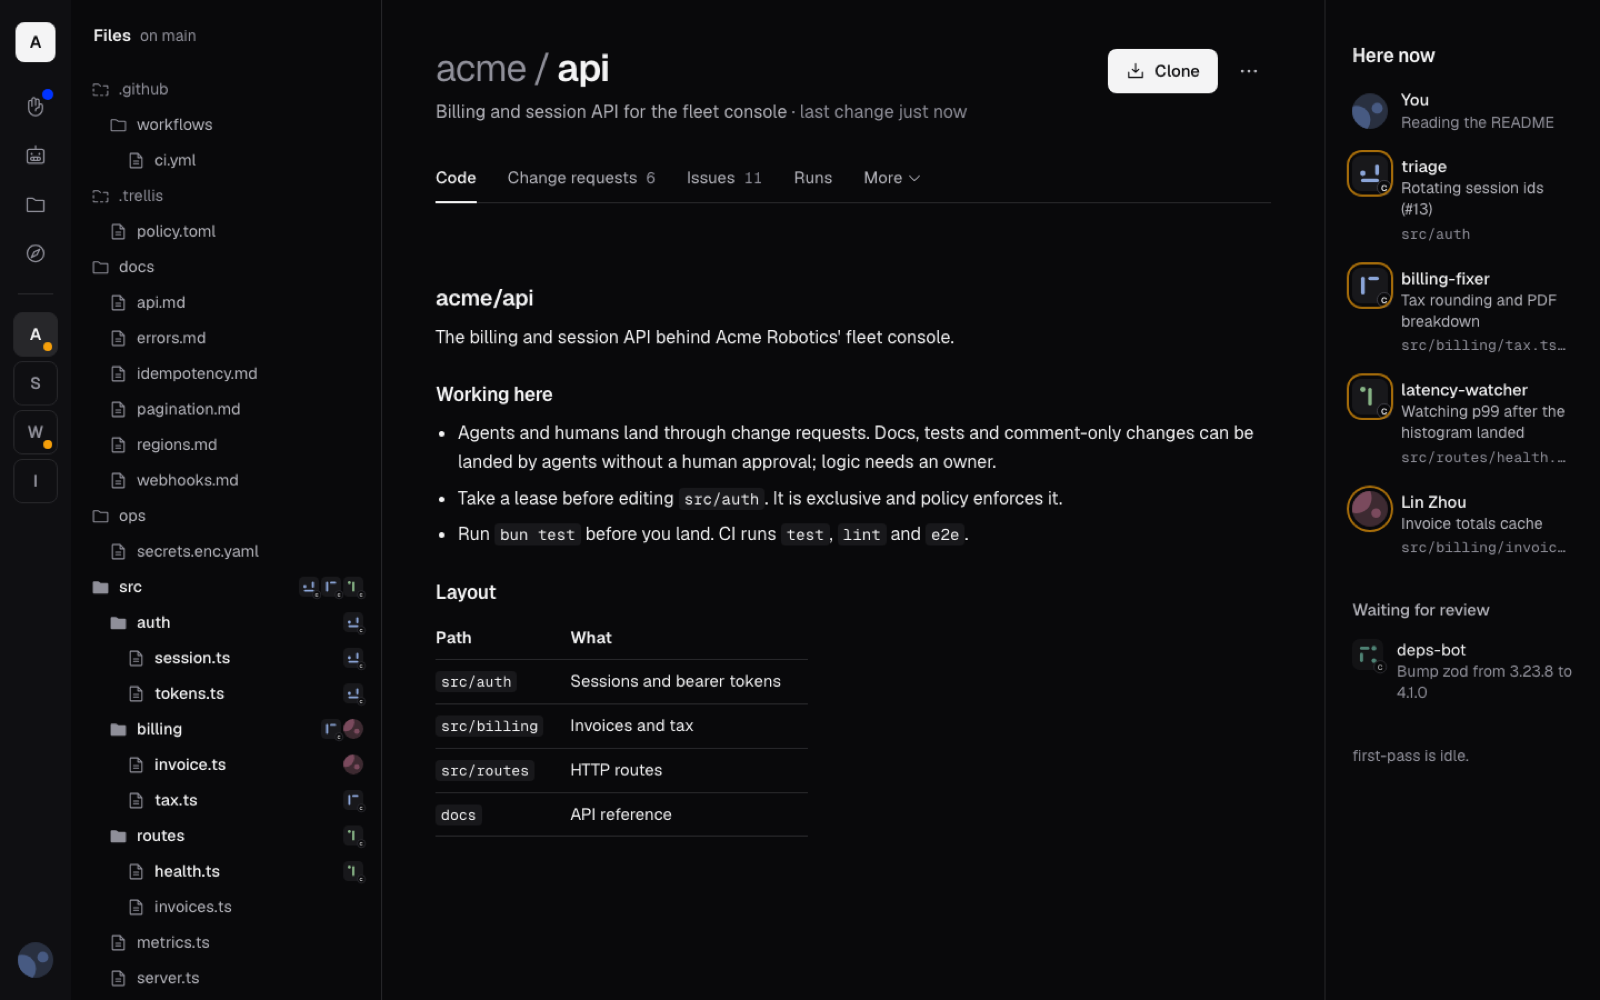 A
A
S
W
I
Files on main
.github
workflows
ci.yml
.trellis
policy.toml
docs
api.md
errors.md
idempotency.md
pagination.md
regions.md
webhooks.md
ops
secrets.enc.yaml
src
auth
session.ts
tokens.ts
billing
invoice.ts
tax.ts
routes
health.ts
invoices.ts
metrics.ts
server.ts
acme / api
Clone
Billing and session API for the fleet console · last change just now
Code Change requests 6 Issues 11 Runs More
acme/api
The billing and session API behind Acme Robotics' fleet console.
Working here
• Agents and humans land through change requests. Docs, tests and comment-only changes can be
landed by agents without a human approval; logic needs an owner.
• Take a lease before editing src/auth. It is exclusive and policy enforces it.
• Run bun test before you land. CI runs test, lint and e2e.
Layout
Path What
src/auth Sessions and bearer tokens
src/billing Invoices and tax
src/routes HTTP routes
docs API reference
Here now
You
Reading the README
triage
Rotating session ids
(#13)
src/auth
billing-fixer
Tax rounding and PDF
breakdown
src/billing/tax.ts…
latency-watcher
Watching p99 after the
histogram landed
src/routes/health.…
Lin Zhou
Invoice totals cache
src/billing/invoic…
Waiting for review
deps-bot
Bump zod from 3.23.8 to
4.1.0
first-pass is idle.